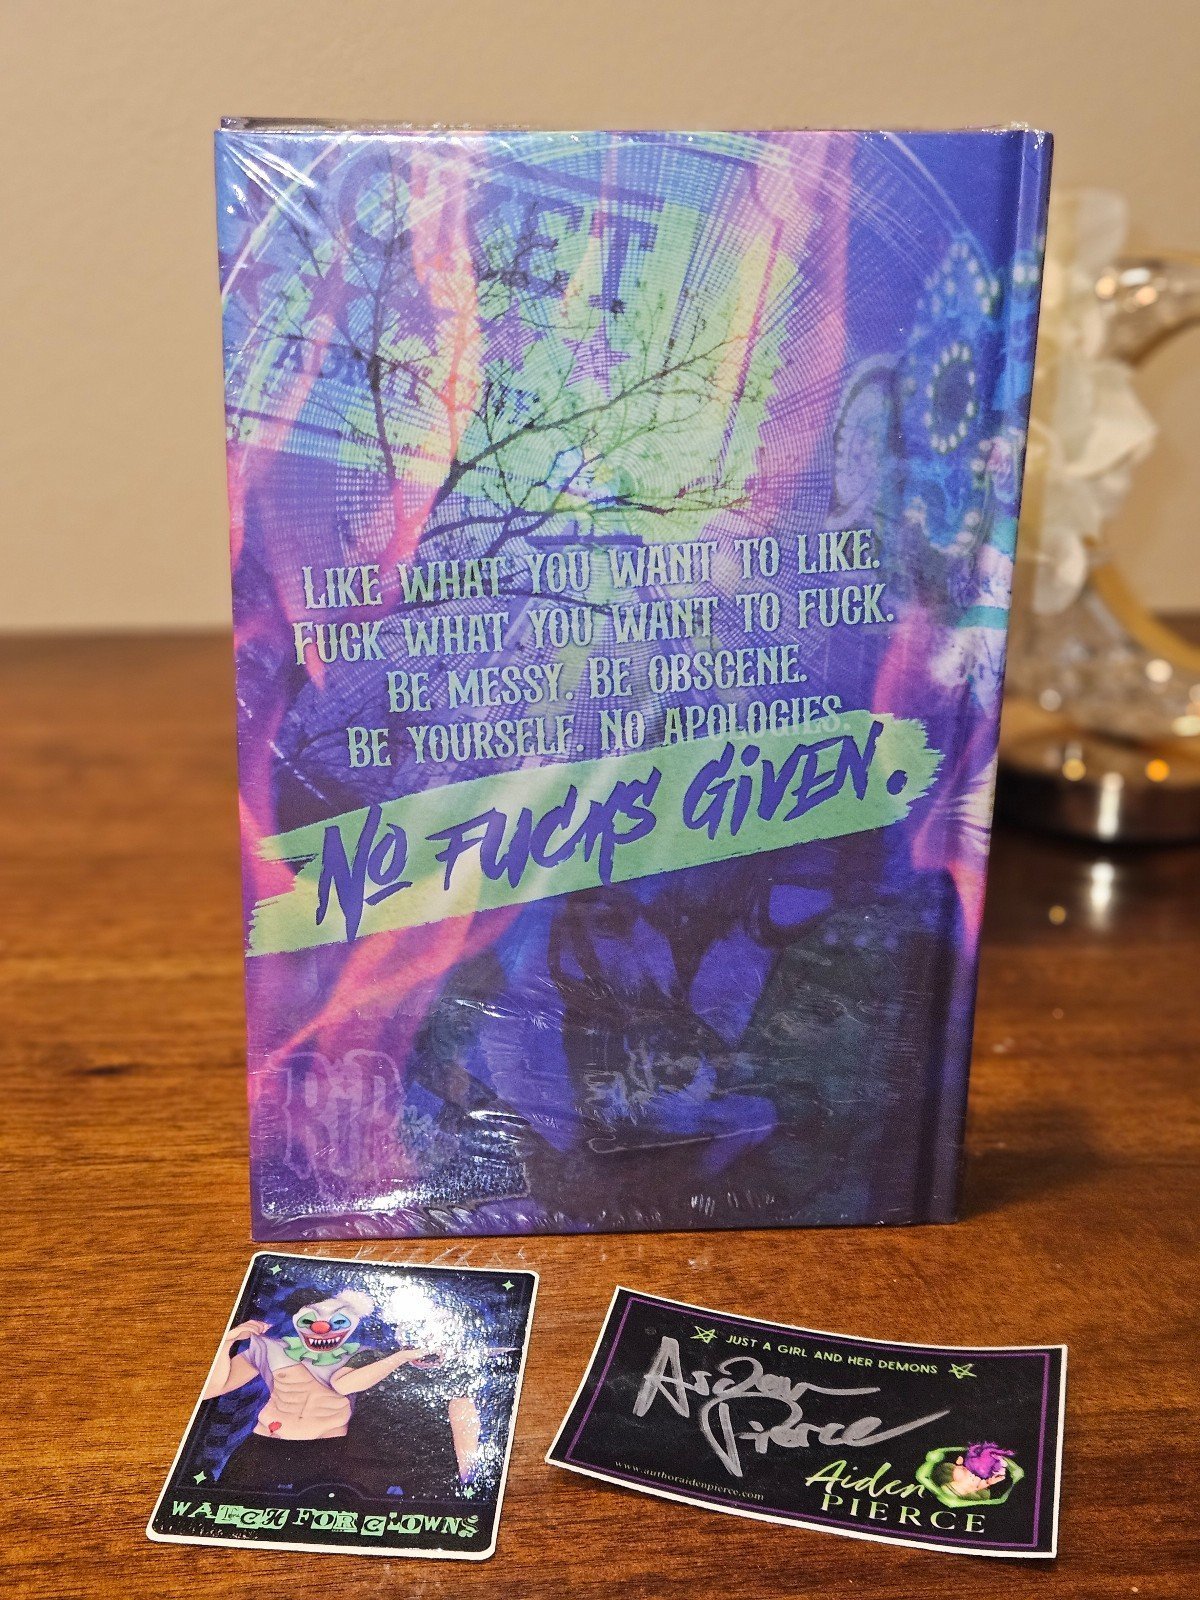 TICKET
LIKE WHAT YOU WANT TO LIKE.
FUCK WHAT YOU WANT TO FUCK.
BE MESSY. BE OBSCENE.
BE YOURSELF. NO APOLOGIES.
NO FUCKS GIVEN.
WATCH FOR CLOWNS
JUST A GIRL AND HER DEMONS
Aiden Pierce
www.authoraidenpierce.com
Aiden
PIERCE